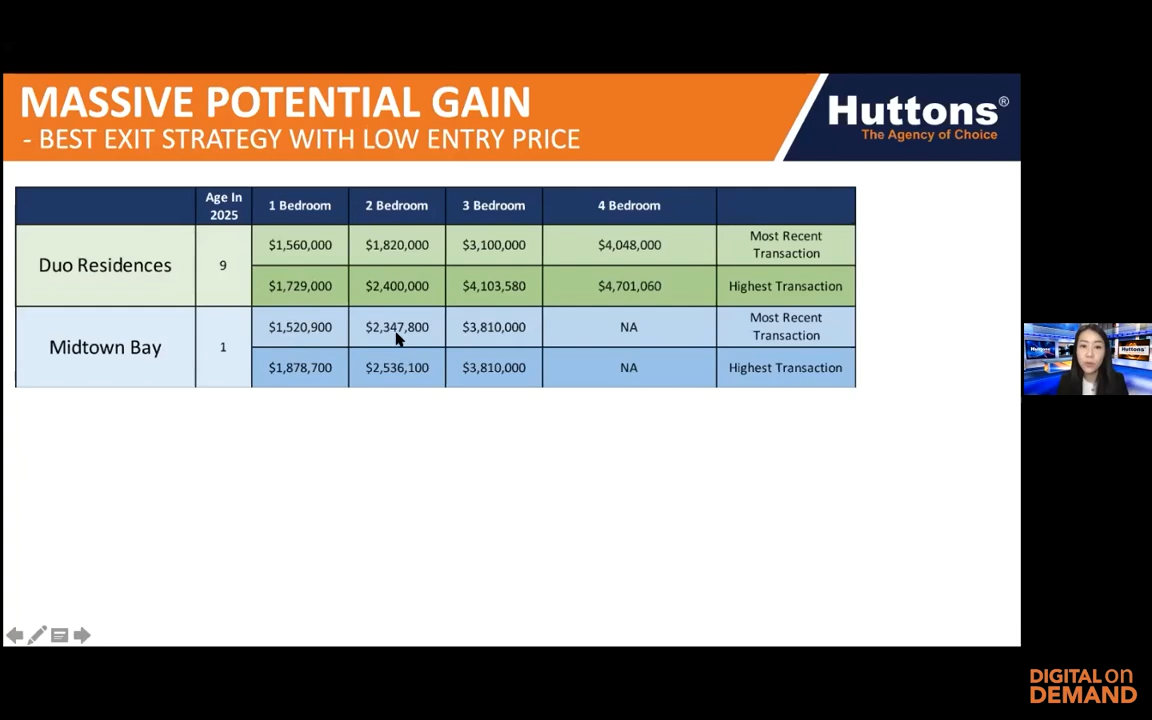 MASSIVE POTENTIAL GAIN
- BEST EXIT STRATEGY WITH LOW ENTRY PRICE
Huttons®
The Agency of Choice
Age In
2025
1 Bedroom
2 Bedroom
3 Bedroom
4 Bedroom
Duo Residences
9
$1,560,000
$1,820,000
$3,100,000
$4,048,000
Most Recent
Transaction
$1,729,000
$2,400,000
$4,103,580
$4,701,060
Highest Transaction
Midtown Bay
1
$1,520,900
$2,347,800
$3,810,000
NA
Most Recent
Transaction
$1,878,700
$2,536,100
$3,810,000
NA
Highest Transaction
Huttons
DIGITAL on
DEMAND